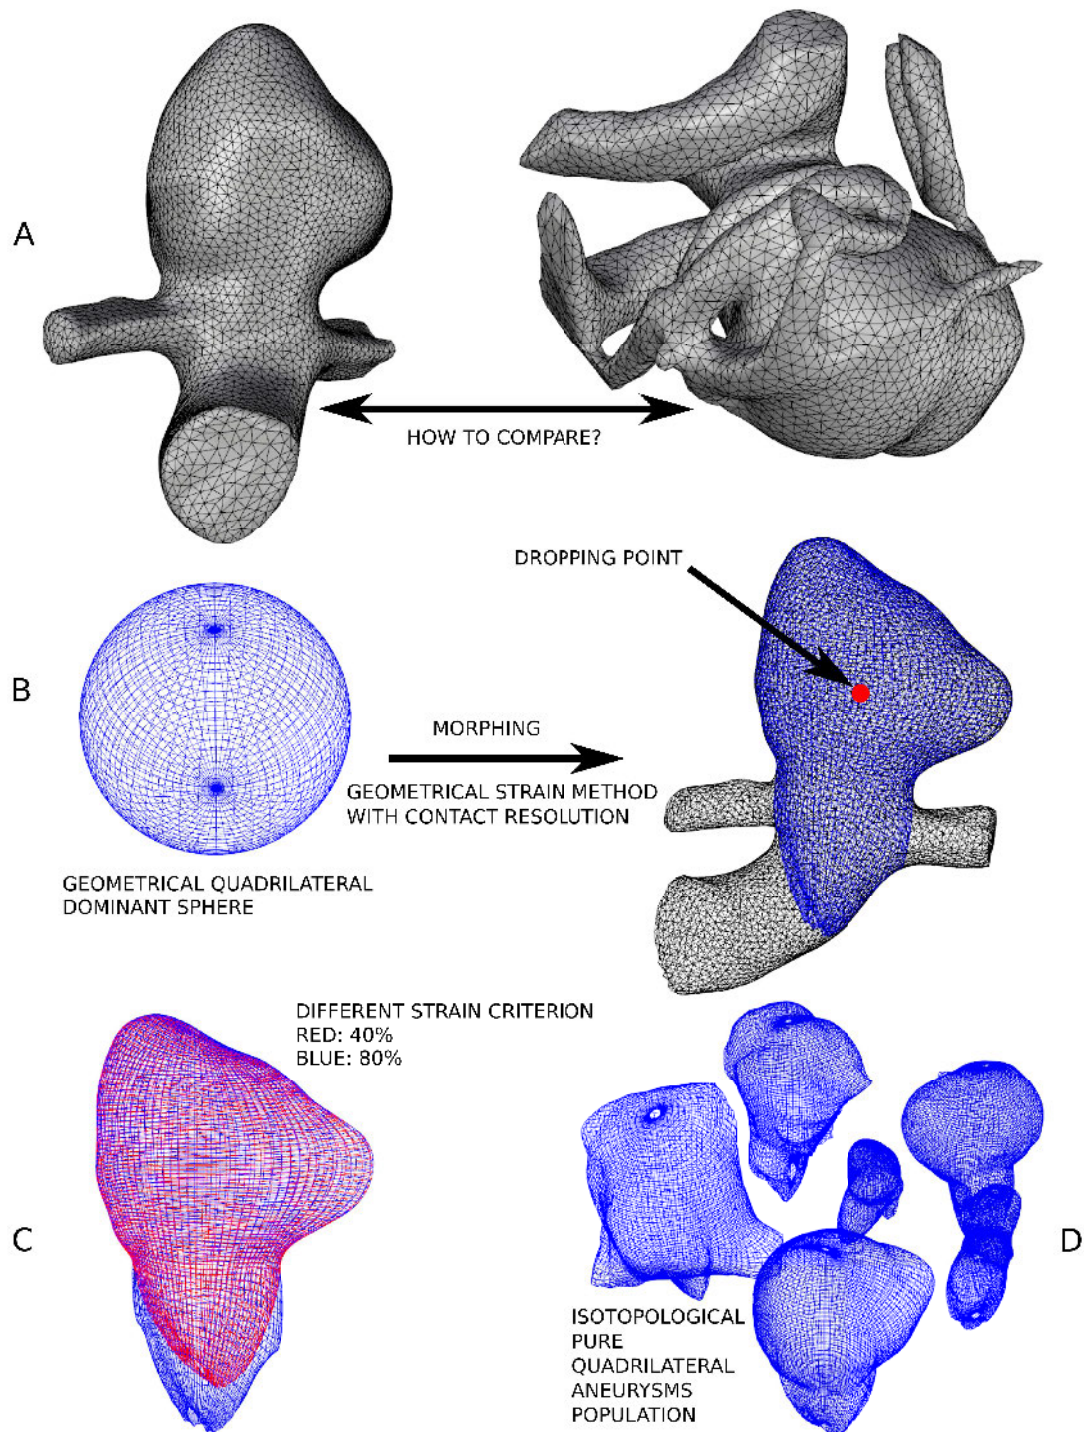 A
HOW TO COMPARE?
DROPPING POINT
B
MORPHING
GEOMETRICAL STRAIN METHOD
WITH CONTACT RESOLUTION
GEOMETRICAL QUADRILATERAL
DOMINANT SPHERE
DIFFERENT STRAIN CRITERION
RED: 40%
BLUE: 80%
C
D
ISOTOPOLOGICAL
PURE
QUADRILATERAL
ANEURYSMS
POPULATION